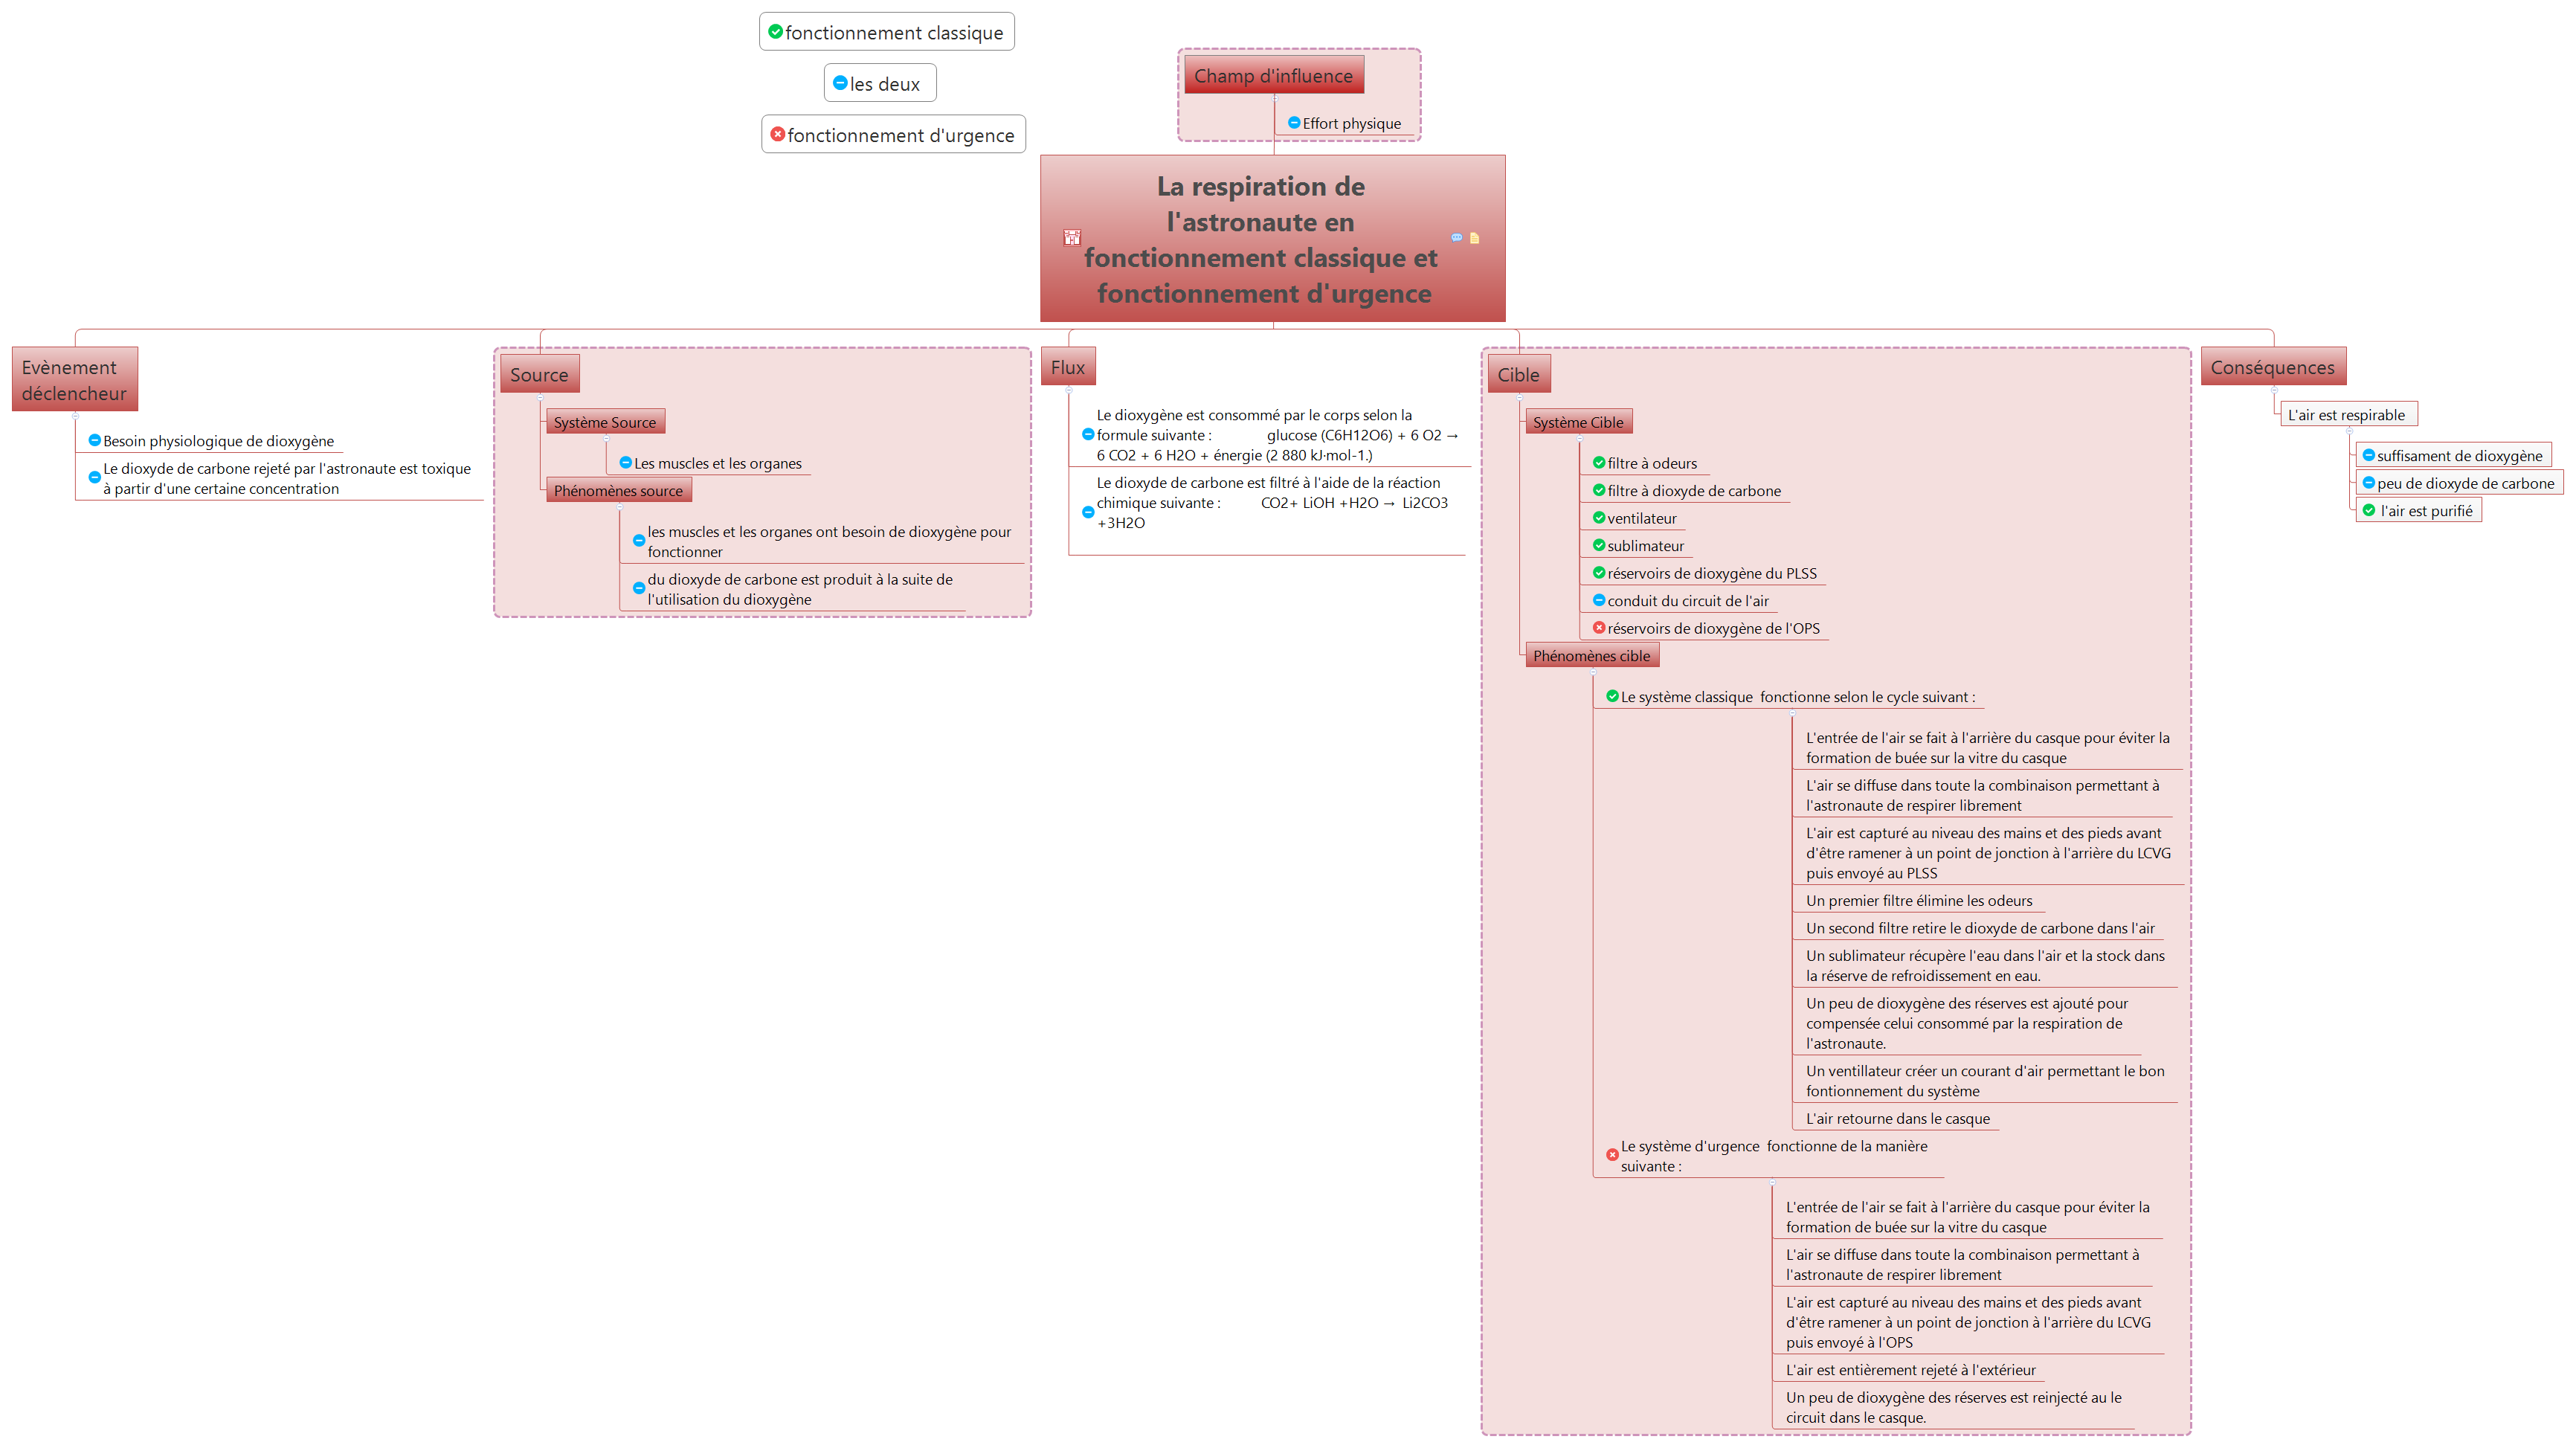 fonctionnement classique
les deux
fonctionnement d'urgence
Champ d'influence
Effort physique
La respiration de
l'astronaute en
fonctionnement classique et
fonctionnement d'urgence
Evènement
déclencheur
Besoin physiologique de dioxygène
Le dioxyde de carbone rejeté par l'astronaute est toxique
à partir d'une certaine concentration
Source
Système Source
Les muscles et les organes
Phénomènes source
les muscles et les organes ont besoin de dioxygène pour
fonctionner
du dioxyde de carbone est produit à la suite de
l'utilisation du dioxygène
Flux
Le dioxygène est consommé par le corps selon la
formule suivante : glucose (C6H12O6) + 6 O2 →
6 CO2 + 6 H2O + énergie (2 880 kJ·mol-1.)
Le dioxyde de carbone est filtré à l'aide de la réaction
chimique suivante : CO2+ LiOH +H2O → Li2CO3
+3H2O
Cible
Système Cible
filtre à odeurs
filtre à dioxyde de carbone
ventilateur
sublimateur
réservoirs de dioxygène du PLSS
conduit du circuit de l'air
réservoirs de dioxygène de l'OPS
Phénomènes cible
Le système classique fonctionne selon le cycle suivant :
L'entrée de l'air se fait à l'arrière du casque pour éviter la
formation de buée sur la vitre du casque
L'air se diffuse dans toute la combinaison permettant à
l'astronaute de respirer librement
L'air est capturé au niveau des mains et des pieds avant
d'être ramener à un point de jonction à l'arrière du LCVG
puis envoyé au PLSS
Un premier filtre élimine les odeurs
Un second filtre retire le dioxyde de carbone dans l'air
Un sublimateur récupère l'eau dans l'air et la stock dans
la réserve de refroidissement en eau.
Un peu de dioxygène des réserves est ajouté pour
compensée celui consommé par la respiration de
l'astronaute.
Un ventillateur créer un courant d'air permettant le bon
fontionnement du système
L'air retourne dans le casque
Le système d'urgence fonctionne de la manière
suivante :
L'entrée de l'air se fait à l'arrière du casque pour éviter la
formation de buée sur la vitre du casque
L'air se diffuse dans toute la combinaison permettant à
l'astronaute de respirer librement
L'air est capturé au niveau des mains et des pieds avant
d'être ramener à un point de jonction à l'arrière du LCVG
puis envoyé à l'OPS
L'air est entièrement rejeté à l'extérieur
Un peu de dioxygène des réserves est reinjecté au le
circuit dans le casque.
Conséquences
L'air est respirable
suffisament de dioxygène
peu de dioxyde de carbone
l'air est purifié